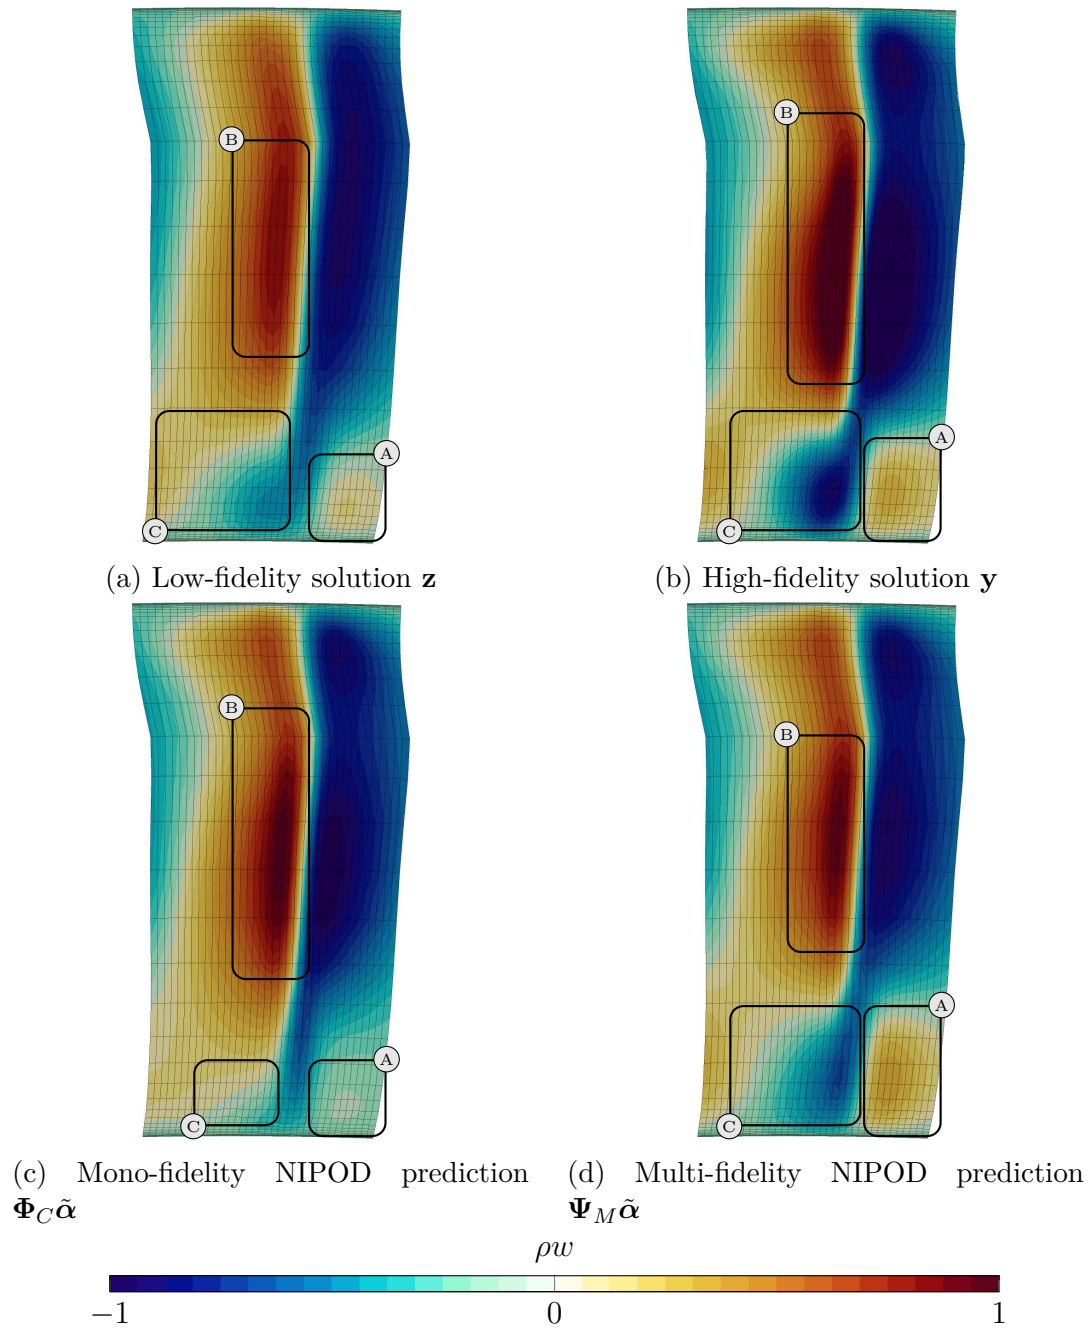 B
B
A
A
C
C
(a) Low-fidelity solution z
(b) High-fidelity solution y
B
B
A
A
C
C
(c) Mono-fidelity NIPOD prediction
Φ_C α̃
(d) Multi-fidelity NIPOD prediction
Ψ_M α̃
ρw
−1 0 1